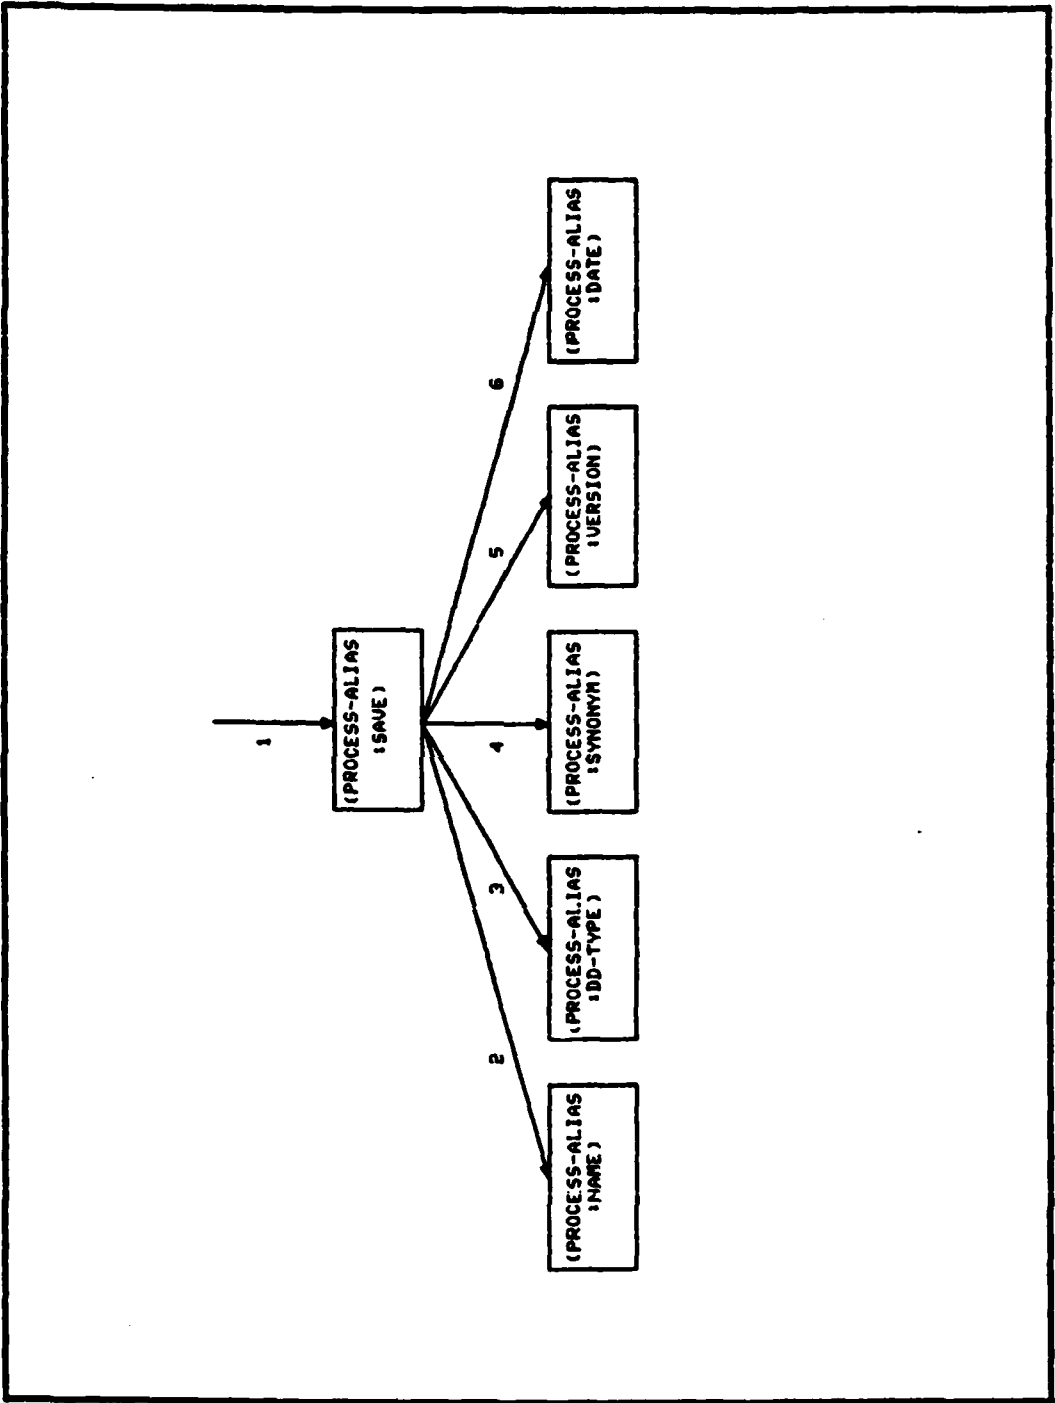 1
(PROCESS-ALIAS
:SAVE)
2
3
4
5
6
(PROCESS-ALIAS
:NAME)
(PROCESS-ALIAS
:DD-TYPE)
(PROCESS-ALIAS
:SYNONYM)
(PROCESS-ALIAS
:VERSION)
(PROCESS-ALIAS
:DATE)